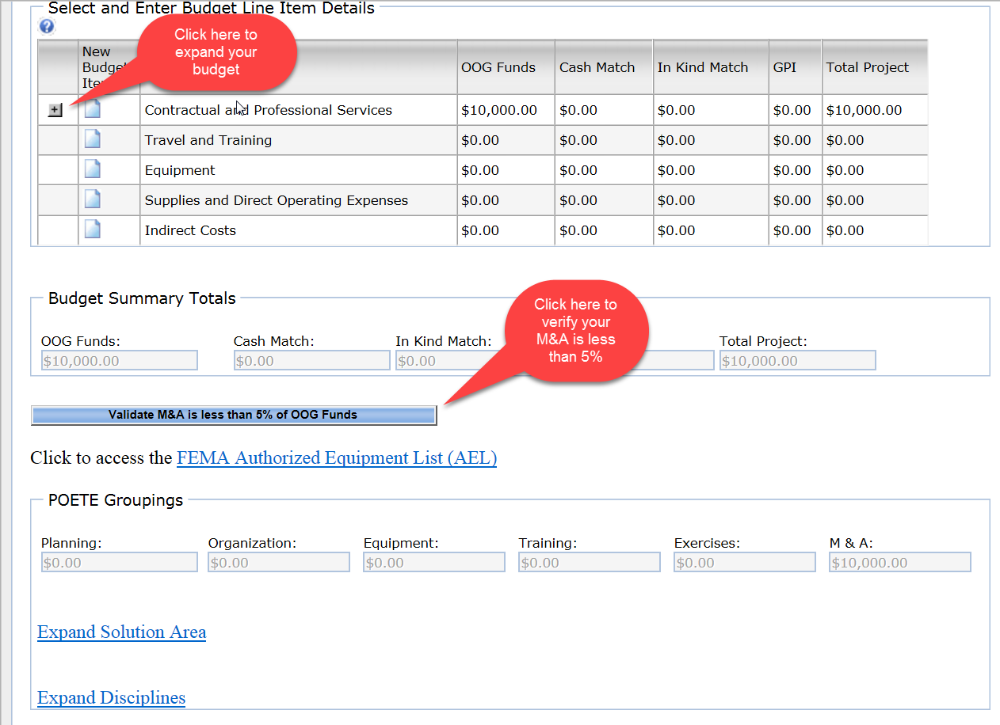 Select and Enter Budget Line Item Details
?
Click here to
expand your
budget
New
OOG Funds Cash Match In Kind Match GPI Total Project
+ Contractual and Professional Services $10,000.00 $0.00 $0.00 $0.00 $10,000.00
Travel and Training $0.00 $0.00 $0.00 $0.00 $0.00
Equipment $0.00 $0.00 $0.00 $0.00 $0.00
Supplies and Direct Operating Expenses $0.00 $0.00 $0.00 $0.00 $0.00
Indirect Costs $0.00 $0.00 $0.00 $0.00 $0.00
Budget Summary Totals
Click here to
verify your
M&A is less
than 5%
OOG Funds: Cash Match: In Kind Match: Total Project:
$10,000.00 $0.00 $0.00 $10,000.00
Validate M&A is less than 5% of OOG Funds
Click to access the FEMA Authorized Equipment List (AEL)
POETE Groupings
Planning: Organization: Equipment: Training: Exercises: M & A:
$0.00 $0.00 $0.00 $0.00 $0.00 $10,000.00
Expand Solution Area
Expand Disciplines